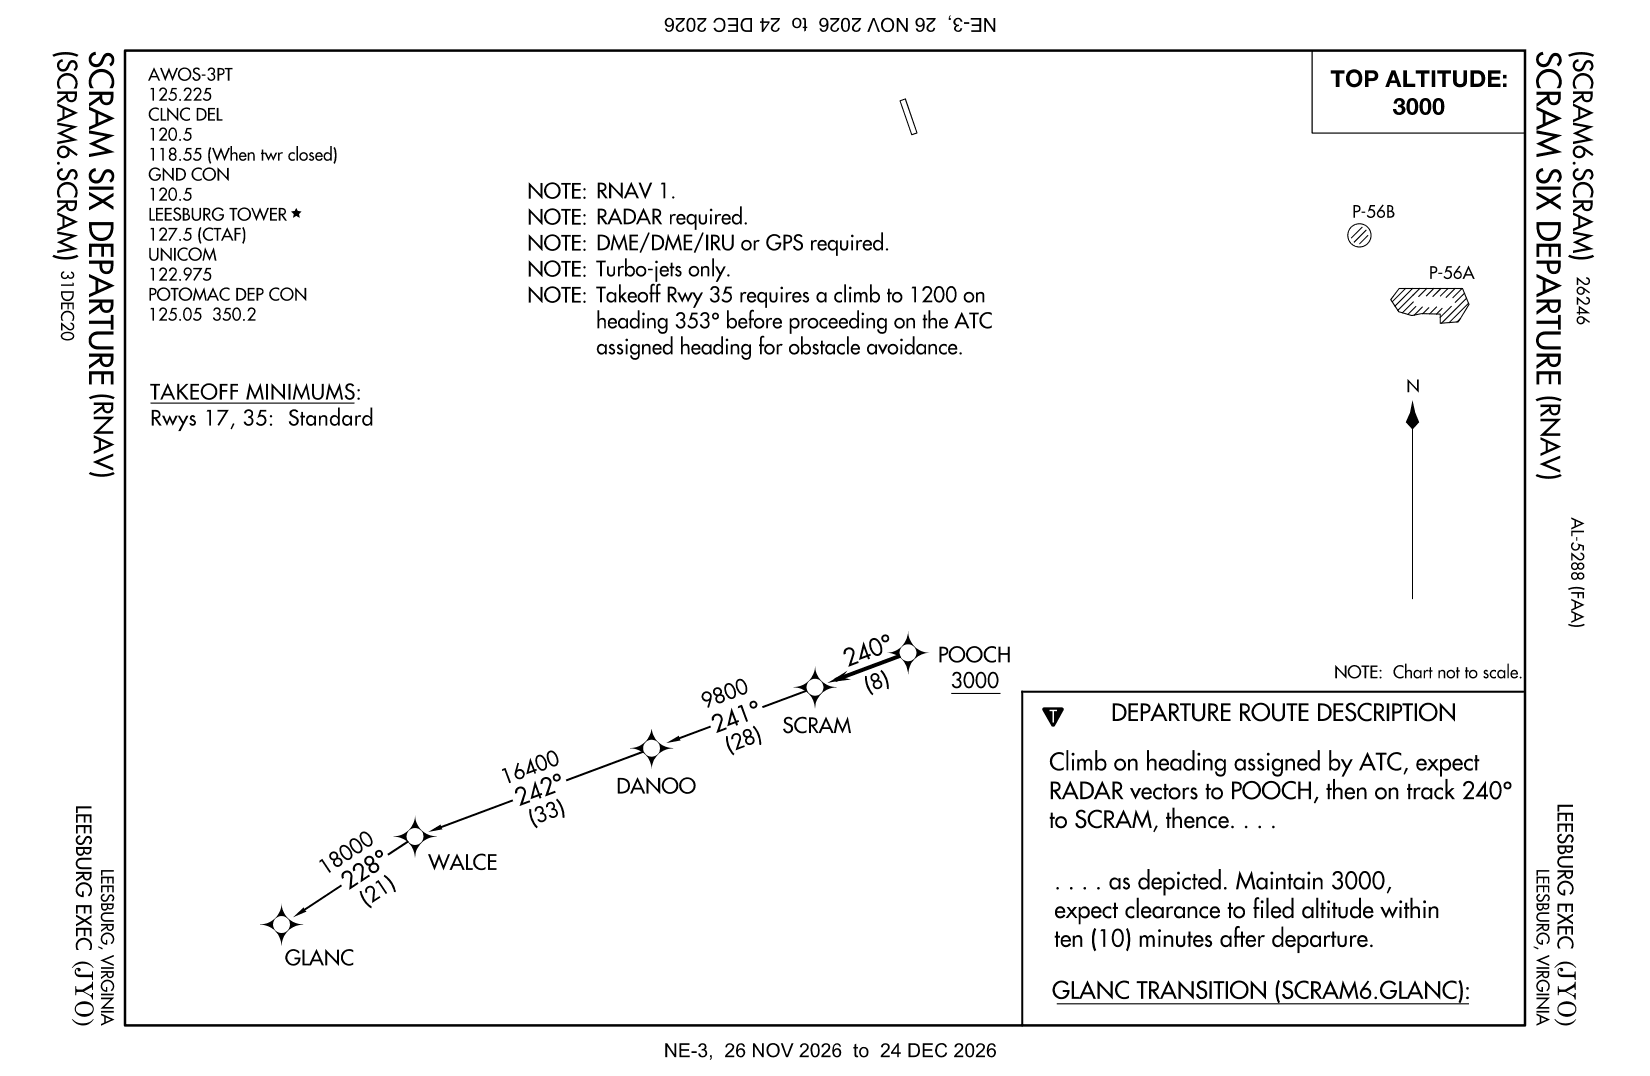 NE-3, 26 NOV 2026 to 24 DEC 2026
(SCRAM6.SCRAM) 31DEC20
SCRAM SIX DEPARTURE (RNAV)
LEESBURG EXEC (JYO)
LEESBURG, VIRGINIA
AWOS-3PT
125.225
CLNC DEL
120.5
118.55 (When twr closed)
GND CON
120.5
LEESBURG TOWER ★
127.5 (CTAF)
UNICOM
122.975
POTOMAC DEP CON
125.05 350.2
TAKEOFF MINIMUMS:
Rwys 17, 35: Standard
NOTE: RNAV 1.
NOTE: RADAR required.
NOTE: DME/DME/IRU or GPS required.
NOTE: Turbo-jets only.
NOTE: Takeoff Rwy 35 requires a climb to 1200 on
heading 353° before proceeding on the ATC
assigned heading for obstacle avoidance.
TOP ALTITUDE:
3000
P-56B
P-56A
N
240°
(8)
POOCH
3000
9800
241°
(28)
SCRAM
16400
242°
(33)
DANOO
18000
228°
(21)
WALCE
GLANC
NOTE: Chart not to scale.
T
DEPARTURE ROUTE DESCRIPTION
Climb on heading assigned by ATC, expect
RADAR vectors to POOCH, then on track 240°
to SCRAM, thence. . . .
. . . . as depicted. Maintain 3000,
expect clearance to filed altitude within
ten (10) minutes after departure.
GLANC TRANSITION (SCRAM6.GLANC):
(SCRAM6.SCRAM) 26246
SCRAM SIX DEPARTURE (RNAV)
AL-5288 (FAA)
LEESBURG EXEC (JYO)
LEESBURG, VIRGINIA
NE-3, 26 NOV 2026 to 24 DEC 2026